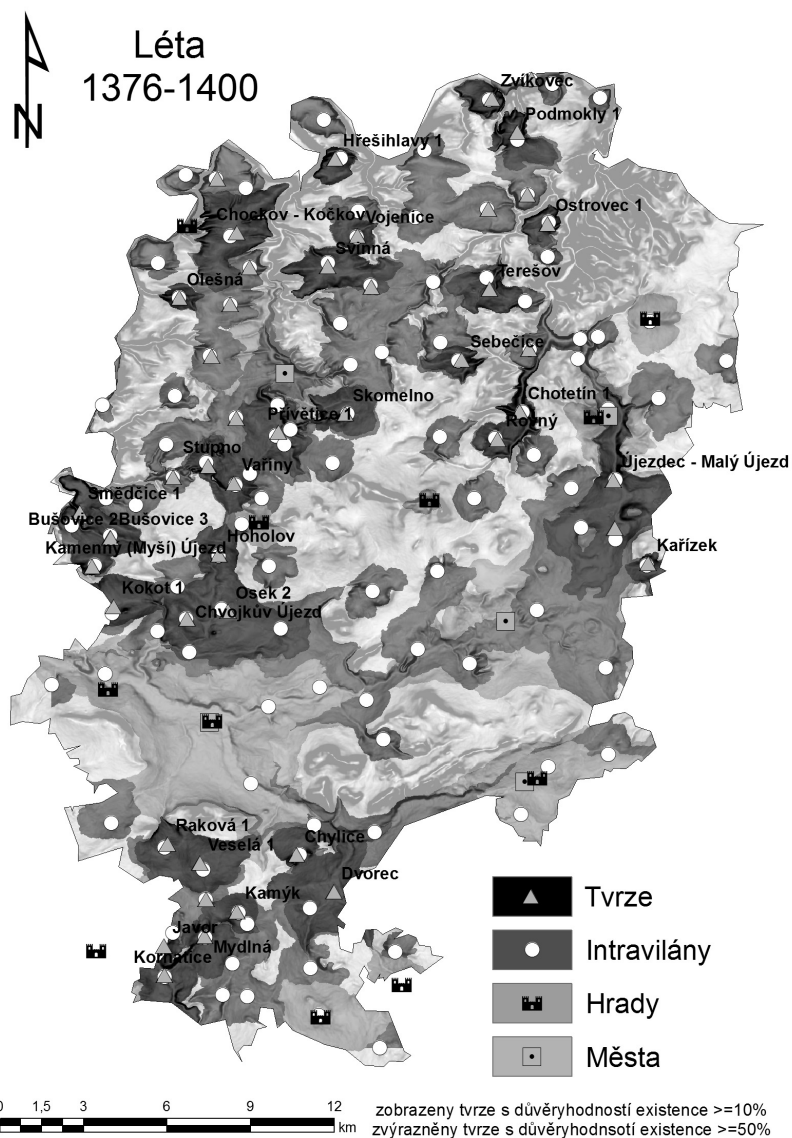 Léta
1376-1400
N
Zvíkovec
Podmokly 1
Hřešihlavy 1
Chockov - Kočkov
Vojenice
Ostrovec 1
Svinná
Olešná
Terešov
Sebečice
Skomelno
Chotetín 1
Přívětice 1
Rovný
Stupno
Vařiny
Újezdec - Malý Újezd
Smědčice 1
Bušovice 2
Bušovice 3
Hoholov
Kamenný (Myší) Újezd
Kařízek
Kokot 1
Osek 2
Chvojkův Újezd
Raková 1
Veselá 1
Chylice
Dvorec
Kamýk
Javor
Mydlná
Kornatice
Tvrze
Intravilány
Hrady
Města
0 1,5 3 6 9 12
km
zobrazeny tvrze s důvěryhodností existence >=10%
zvýrazněny tvrze s důvěryhodnsotí existence >=50%